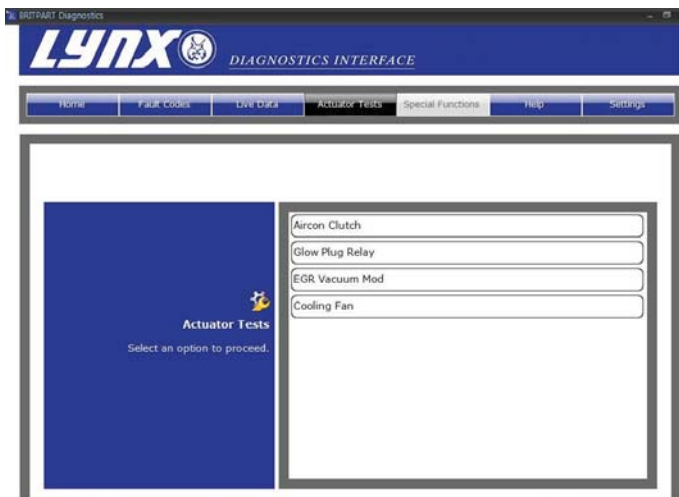 BRITPART Diagnostics
LYNX DIAGNOSTICS INTERFACE
Home Fault Codes Live Data Actuator Tests Special Functions Help Settings
Aircon Clutch
Glow Plug Relay
EGR Vacuum Mod
Cooling Fan
Actuator Tests
Select an option to proceed.